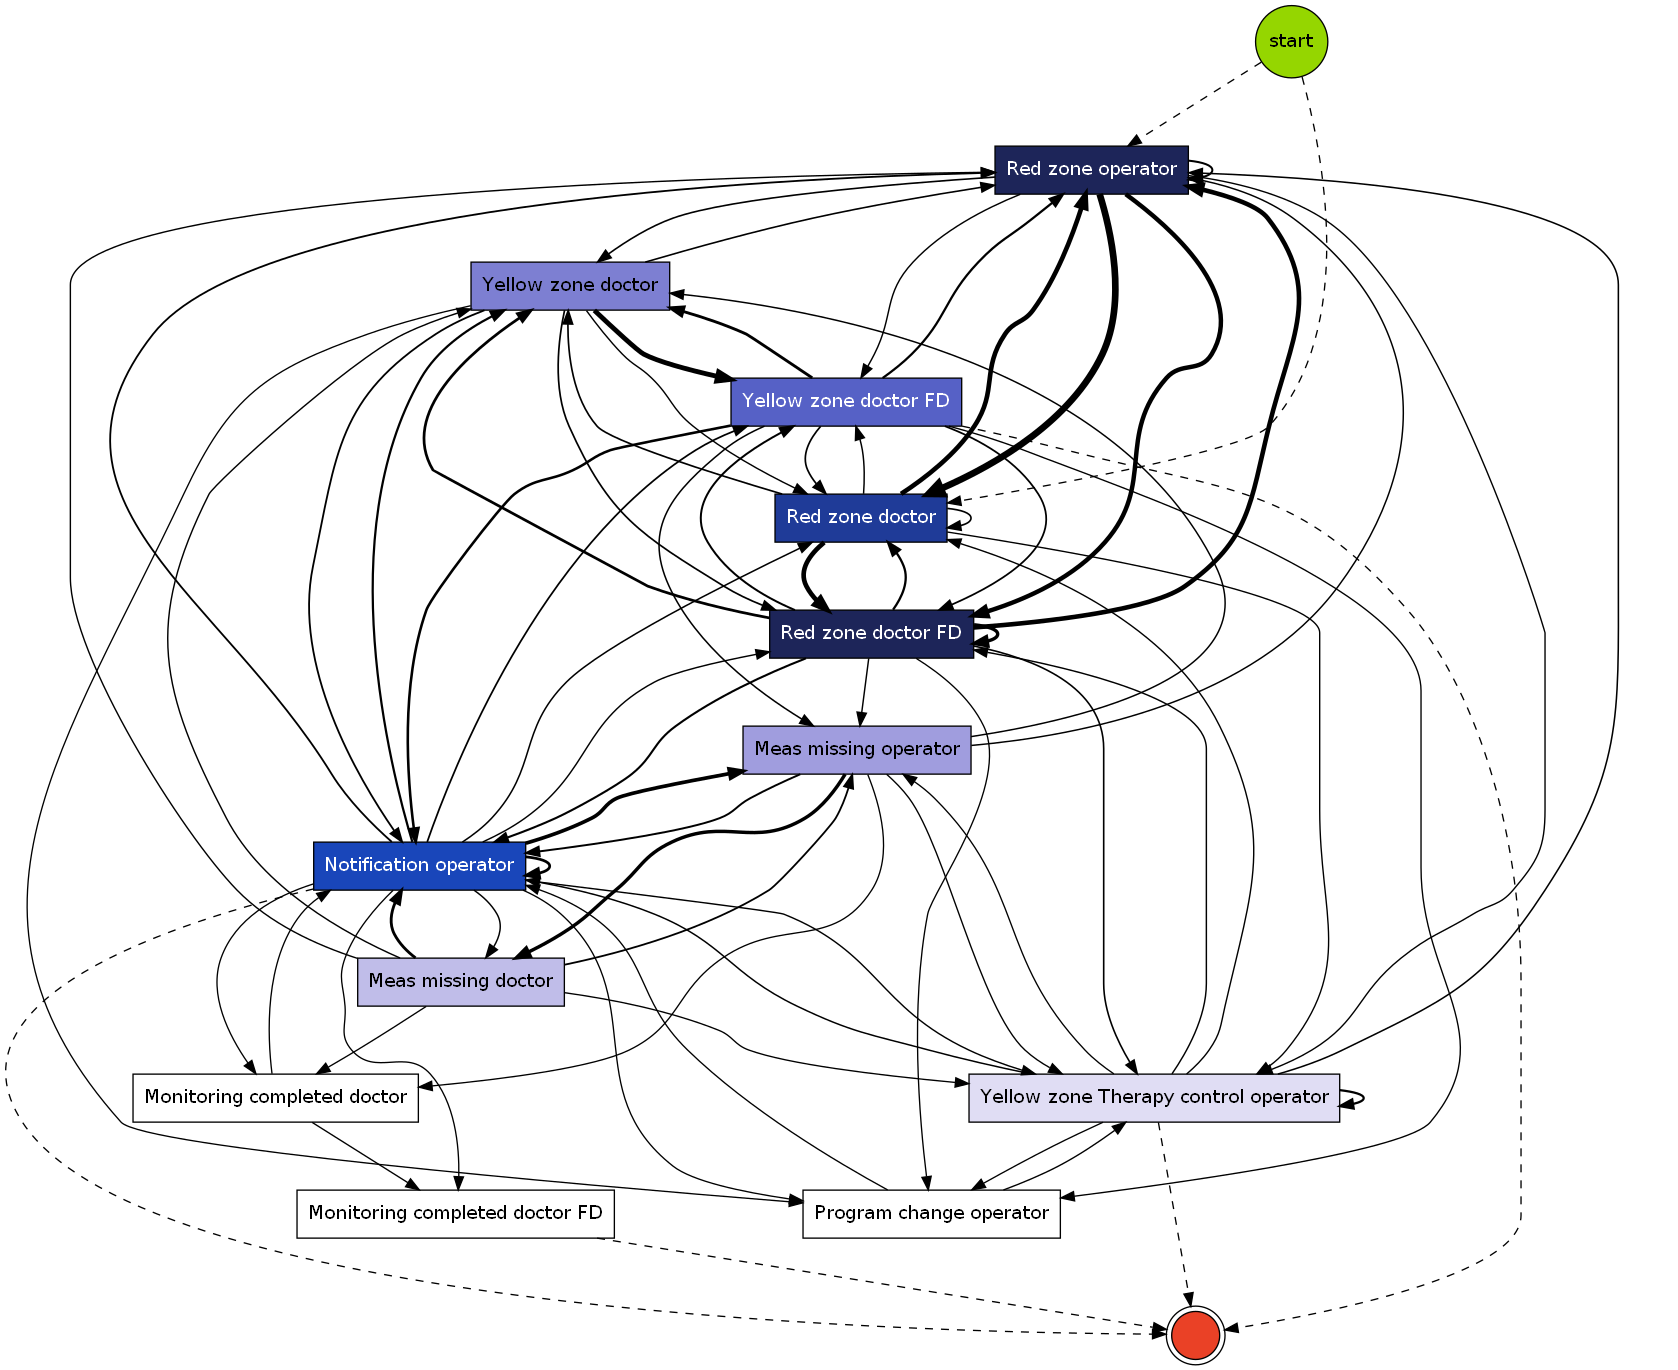 start
Red zone operator
Yellow zone doctor
Yellow zone doctor FD
Red zone doctor
Red zone doctor FD
Meas missing operator
Notification operator
Meas missing doctor
Monitoring completed doctor
Yellow zone Therapy control operator
Monitoring completed doctor FD
Program change operator